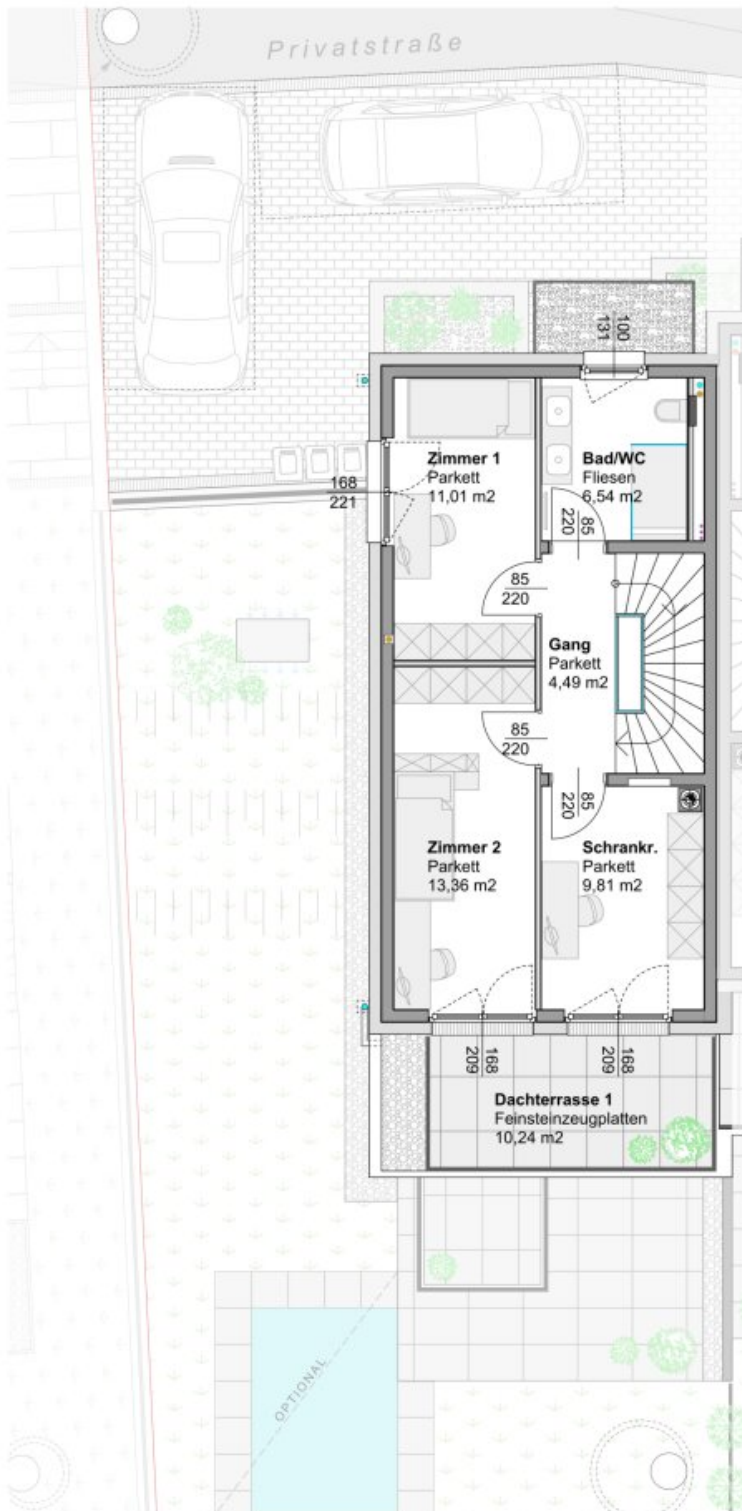 Privatstraße
100
131
Zimmer 1
Parkett
11,01 m2
Bad/WC
Fliesen
6,54 m2
168
221
85
220
85
220
Gang
Parkett
4,49 m2
85
220
85
220
Zimmer 2
Parkett
13,36 m2
Schrankr.
Parkett
9,81 m2
168
209
168
209
Dachterrasse 1
Feinsteinzeugplatten
10,24 m2
OPTIONAL